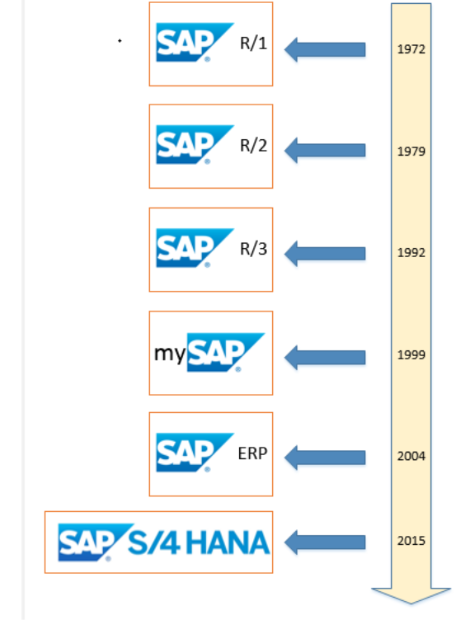 SAP R/1 1972
SAP R/2 1979
SAP R/3 1992
mySAP 1999
SAP ERP 2004
SAP S/4 HANA 2015